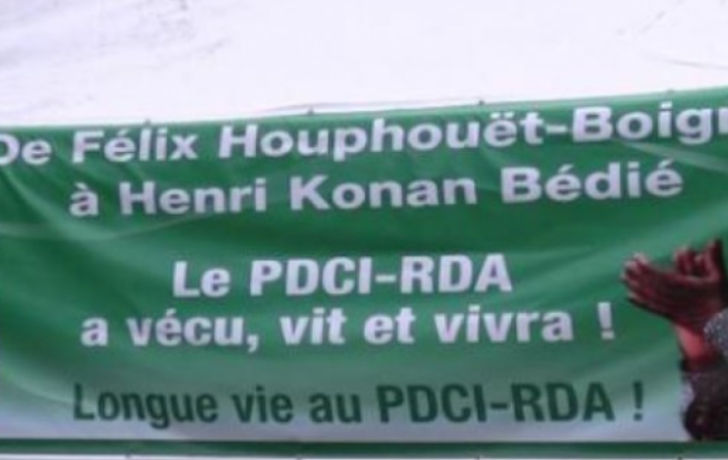 De Félix Houphouët-Boign
à Henri Konan Bédié
Le PDCI-RDA
a vécu, vit et vivra !
Longue vie au PDCI-RDA !